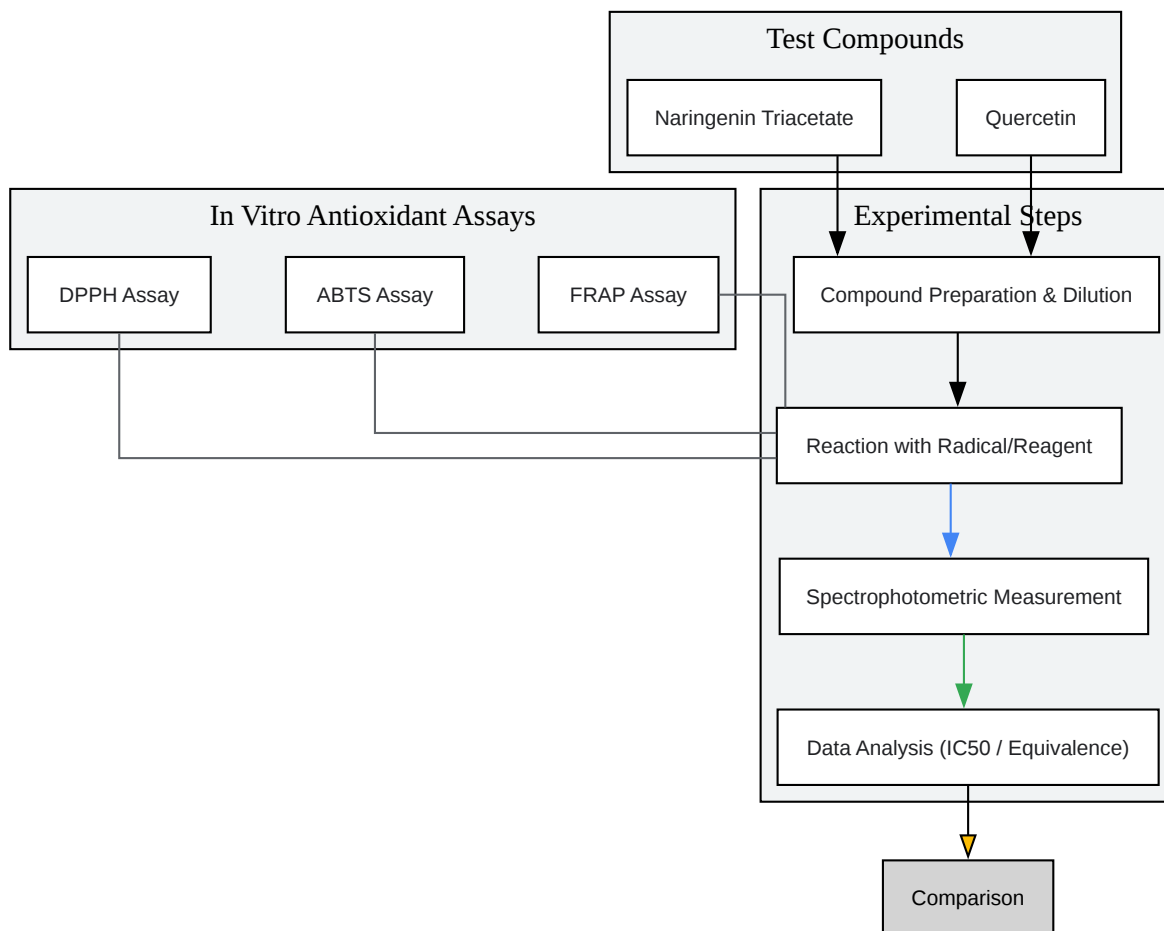 Test Compounds
Naringenin Triacetate
Quercetin
In Vitro Antioxidant Assays
DPPH Assay
ABTS Assay
FRAP Assay
Experimental Steps
Compound Preparation & Dilution
Reaction with Radical/Reagent
Spectrophotometric Measurement
Data Analysis (IC50 / Equivalence)
Comparison